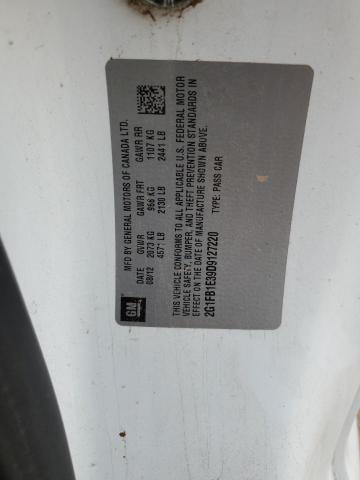 GM
MFD BY GENERAL MOTORS OF CANADA LTD.
DATE GVWR GAWR FRT GAWR RR
08/12 2073 KG 966 KG 1107 KG
4571 LB 2130 LB 2441 LB
THIS VEHICLE CONFORMS TO ALL APPLICABLE U.S. FEDERAL MOTOR
VEHICLE SAFETY, BUMPER, AND THEFT PREVENTION STANDARDS IN
EFFECT ON THE DATE OF MANUFACTURE SHOWN ABOVE.
2G1FB1E39D9127220 TYPE: PASS CAR